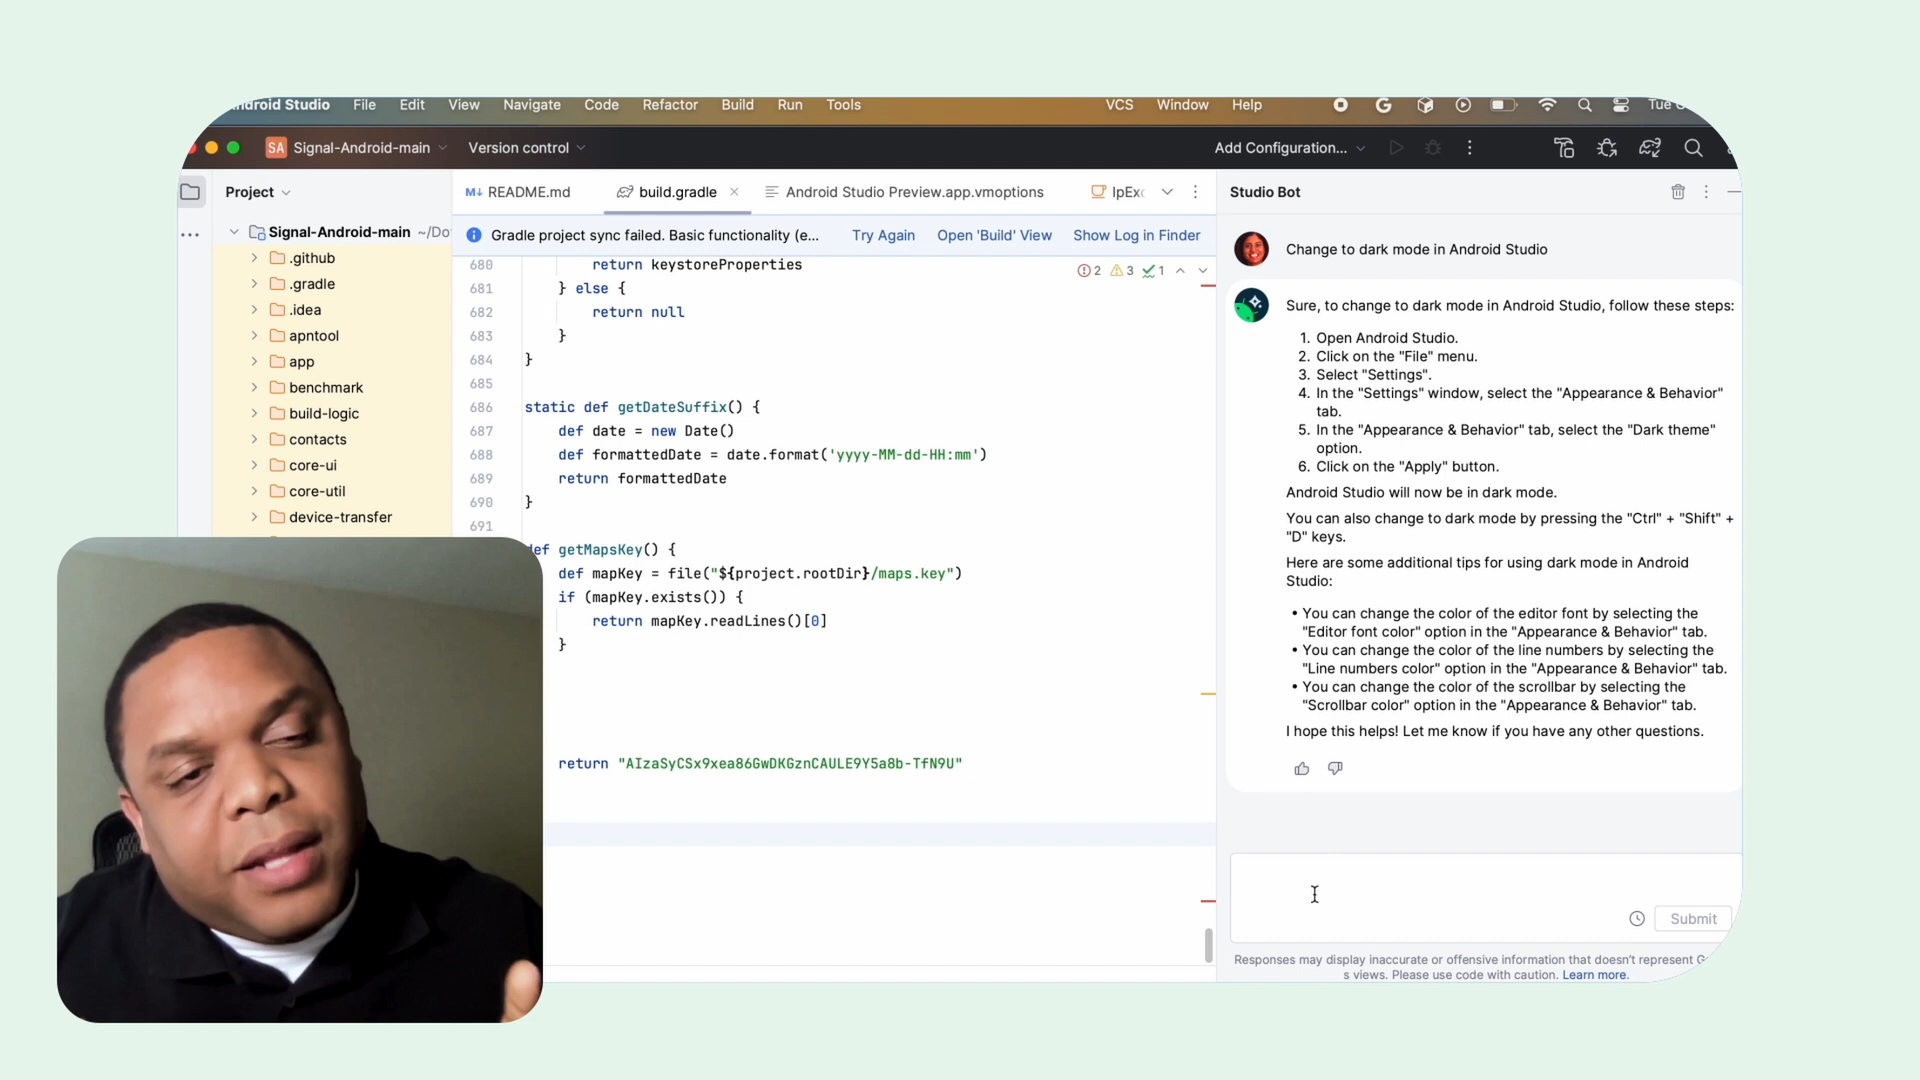 ndroid Studio File Edit View Navigate Code Refactor Build Run Tools VCS Window Help Tue
SA Signal-Android-main Version control Add Configuration...
Project
README.md build.gradle Android Studio Preview.app.vmoptions IpEx
Studio Bot
Signal-Android-main ~/Do
.github
.gradle
.idea
apntool
app
benchmark
build-logic
contacts
core-ui
core-util
device-transfer
Gradle project sync failed. Basic functionality (e... Try Again Open 'Build' View Show Log in Finder
2 3 1
680 return keystoreProperties
681 } else {
682 return null
683 }
684 }
685
686 static def getDateSuffix() {
687 def date = new Date()
688 def formattedDate = date.format('yyyy-MM-dd-HH:mm')
689 return formattedDate
690 }
691
def getMapsKey() {
def mapKey = file("${project.rootDir}/maps.key")
if (mapKey.exists()) {
return mapKey.readLines()[0]
}
return "AIzaSyCSx9xea86GwDKGznCAULE9Y5a8b-TfN9U"
Change to dark mode in Android Studio
Sure, to change to dark mode in Android Studio, follow these steps:
1. Open Android Studio.
2. Click on the "File" menu.
3. Select "Settings".
4. In the "Settings" window, select the "Appearance & Behavior"
tab.
5. In the "Appearance & Behavior" tab, select the "Dark theme"
option.
6. Click on the "Apply" button.
Android Studio will now be in dark mode.
You can also change to dark mode by pressing the "Ctrl" + "Shift" +
"D" keys.
Here are some additional tips for using dark mode in Android
Studio:
• You can change the color of the editor font by selecting the
"Editor font color" option in the "Appearance & Behavior" tab.
• You can change the color of the line numbers by selecting the
"Line numbers color" option in the "Appearance & Behavior" tab.
• You can change the color of the scrollbar by selecting the
"Scrollbar color" option in the "Appearance & Behavior" tab.
I hope this helps! Let me know if you have any other questions.
Submit
Responses may display inaccurate or offensive information that doesn't represent G
s views. Please use code with caution. Learn more.